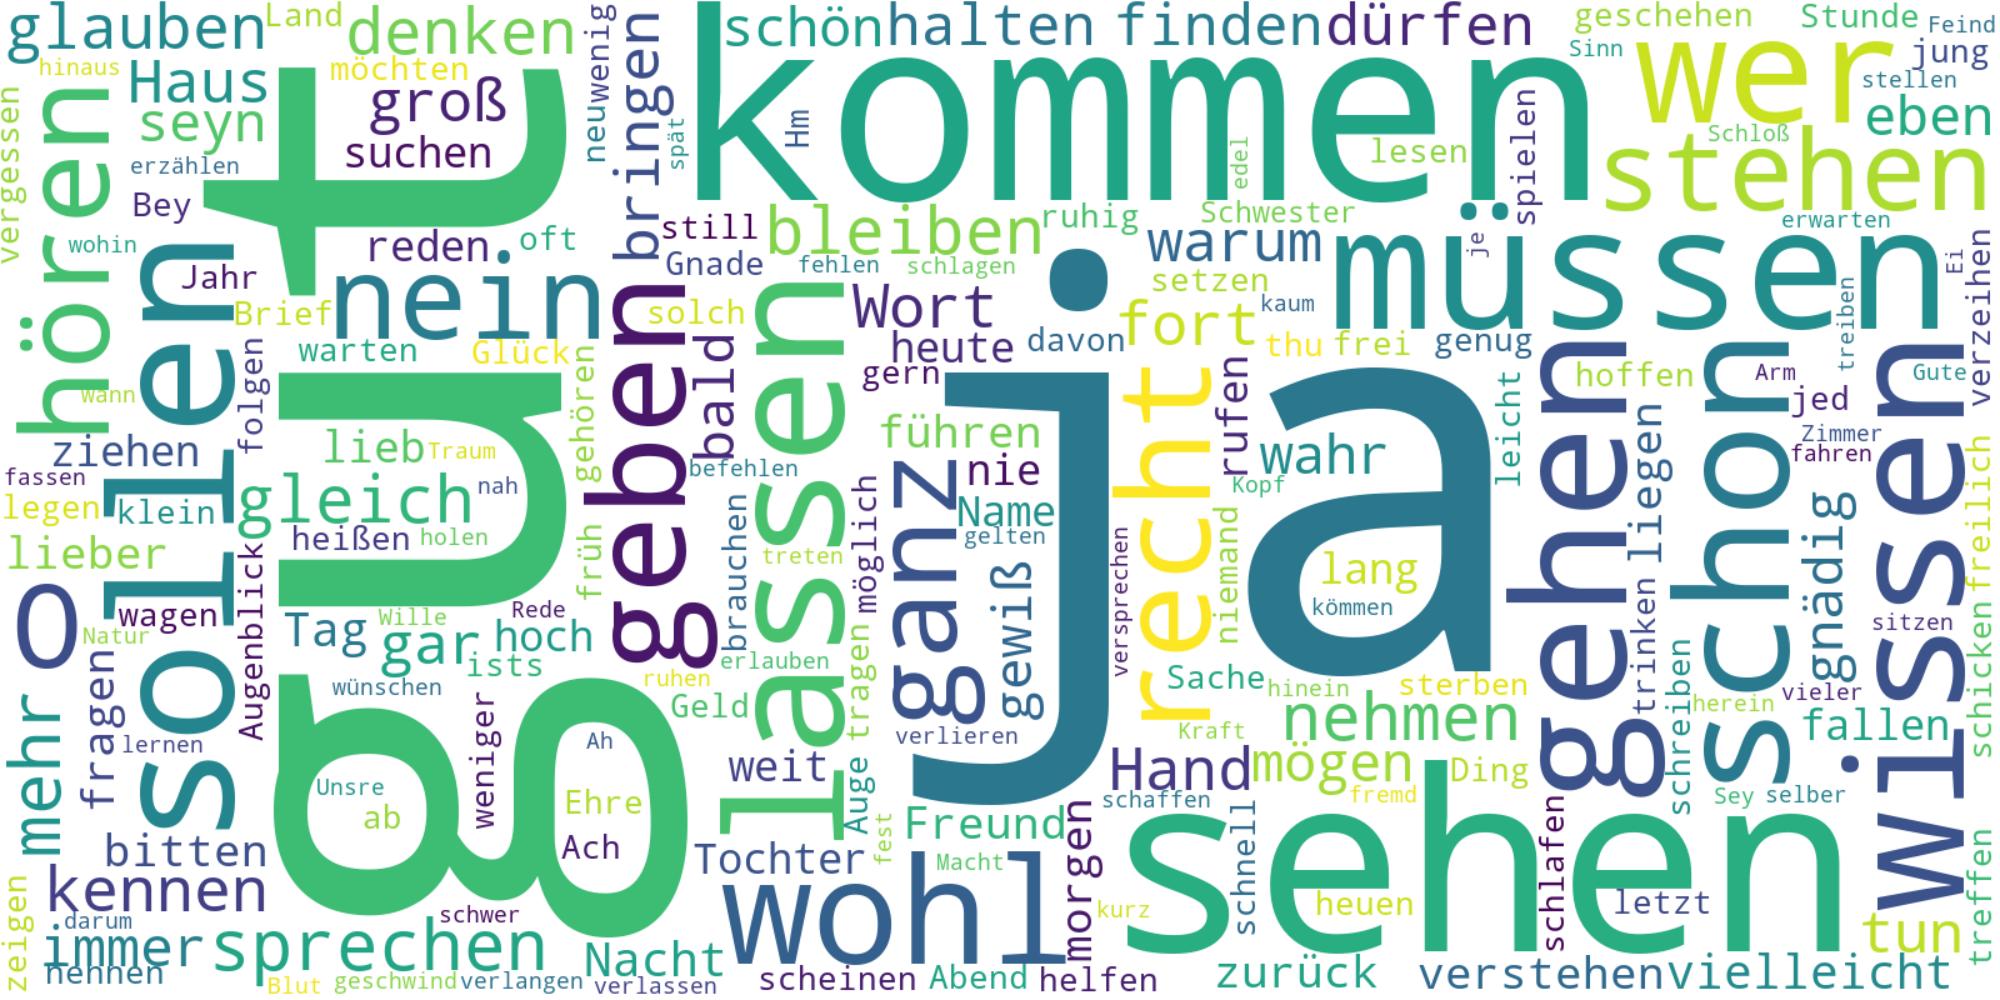 glauben
Land
denken
hinaus
Haus
möchten
seyn
groß
suchen
erzählen
Bey
vergessen
hören
wohin
Jahr
reden
oft
nein
Brief
neu
wenig
bringen
spät
kommen
schön
halten
finden
dürfen
Hm
edel
lesen
spielen
geschehen
Stunde
Feind
Sinn
wer
jung
stellen
eben
Schloß
stehen
erwarten
still
bleiben
ruhig
Schwester
warum
müssen
je
Ei
Gnade
fehlen
schlagen
setzen
solch
Wort
kaum
davon
fort
heute
thu
frei
genug
treiben
verzeihen
gut
warten
Glück
folgen
wann
sollen
gehören
geben
bald
lassen
gern
ja
recht
rufen
leicht
gehen
hoffen
liegen
schon
Arm
jed
Gute
wissen
ziehen
lieb
Traum
führen
wahr
Zimmer
fahren
fassen
legen
klein
gleich
nah
befehlen
nie
ganz
Name
gelten
Kopf
gnädig
freilich
heißen
holen
lieber
früh
brauchen
treten
möglich
gewiß
versprechen
niemand
lang
kömmen
trinken
O
wagen
Augenblick
Natur
Tag
Wille
Rede
gar
hoch
ists
erlauben
tragen
sitzen
mehr
fragen
wünschen
ruhen
Geld
Sache
hinein
sterben
schreiben
herein
vieler
schicken
lernen
weniger
Ah
verlieren
Kraft
nehmen
fallen
Unsre
ab
Ehre
weit
Auge
Hand
mögen
Ding
schaffen
fremd
Sey
selber
bitten
Ach
Tochter
fest
Freund
Macht
morgen
schnell
sehen
schlafen
treffen
kennen
wohl
kurz
heuen
letzt
zeigen
darum
schwer
immer
sprechen
nennen
Nacht
tun
Blut
geschwind
verlangen
verlassen
scheinen
Abend
helfen
zurück
verstehen
vielleicht